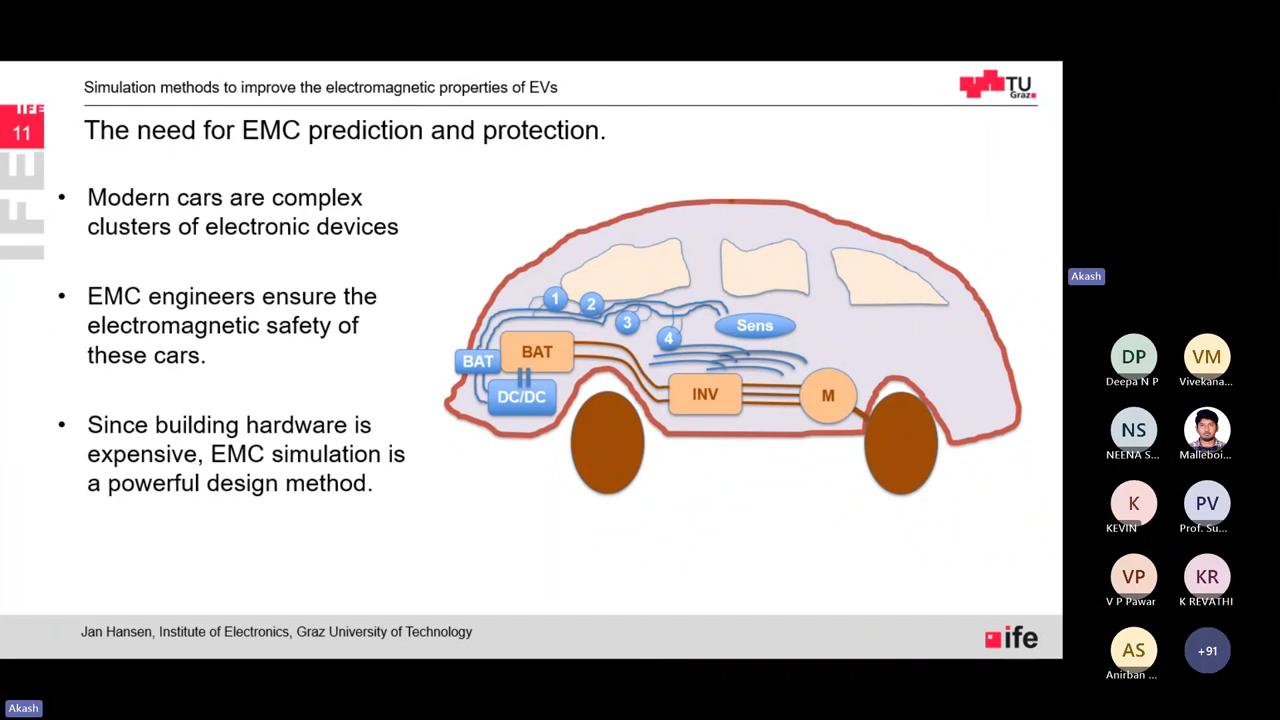 Simulation methods to improve the electromagnetic properties of EVs
TU
Graz
IFE
11
IFE
The need for EMC prediction and protection.
• Modern cars are complex
clusters of electronic devices
• EMC engineers ensure the
electromagnetic safety of
these cars.
• Since building hardware is
expensive, EMC simulation is
a powerful design method.
1
2
3
4
Sens
BAT
BAT
DC/DC
INV
M
Jan Hansen, Institute of Electronics, Graz University of Technology
ife
Akash
DP
Deepa N P
VM
Vivekana...
NS
NEENA S...
Malleboi...
K
KEVIN
PV
Prof. Su...
VP
V P Pawar
KR
K REVATHI
AS
Anirban ...
+91
Akash